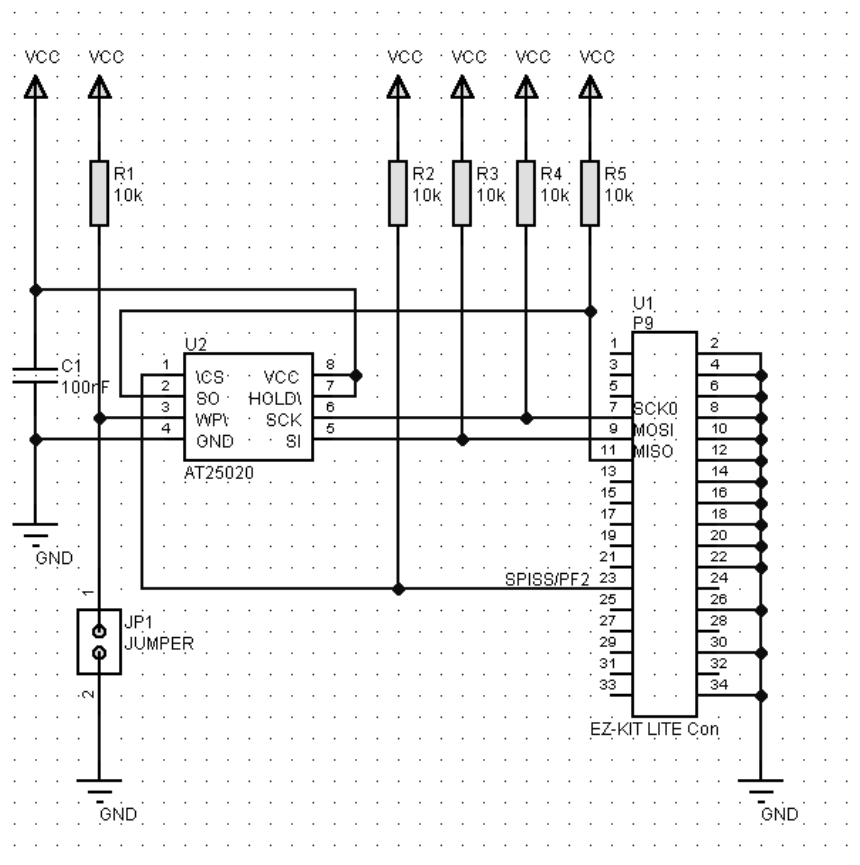 VCC VCC VCC VCC VCC VCC
R1 R2 R3 R4 R5
10k 10k 10k 10k 10k
U1
P9
U2
C1
100nF
1 \CS VCC 8
2 SO HOLD\ 7
3 WP\ SCK 6
4 GND SI 5
AT25020
1 2
3 4
5 6
7 SCK0 8
9 MOSI 10
11 MISO 12
13 14
15 16
17 18
19 20
21 22
SPISS/PF2 23 24
25 26
27 28
29 30
31 32
33 34
EZ-KIT LITE Con
GND
1
JP1
JUMPER
2
GND GND